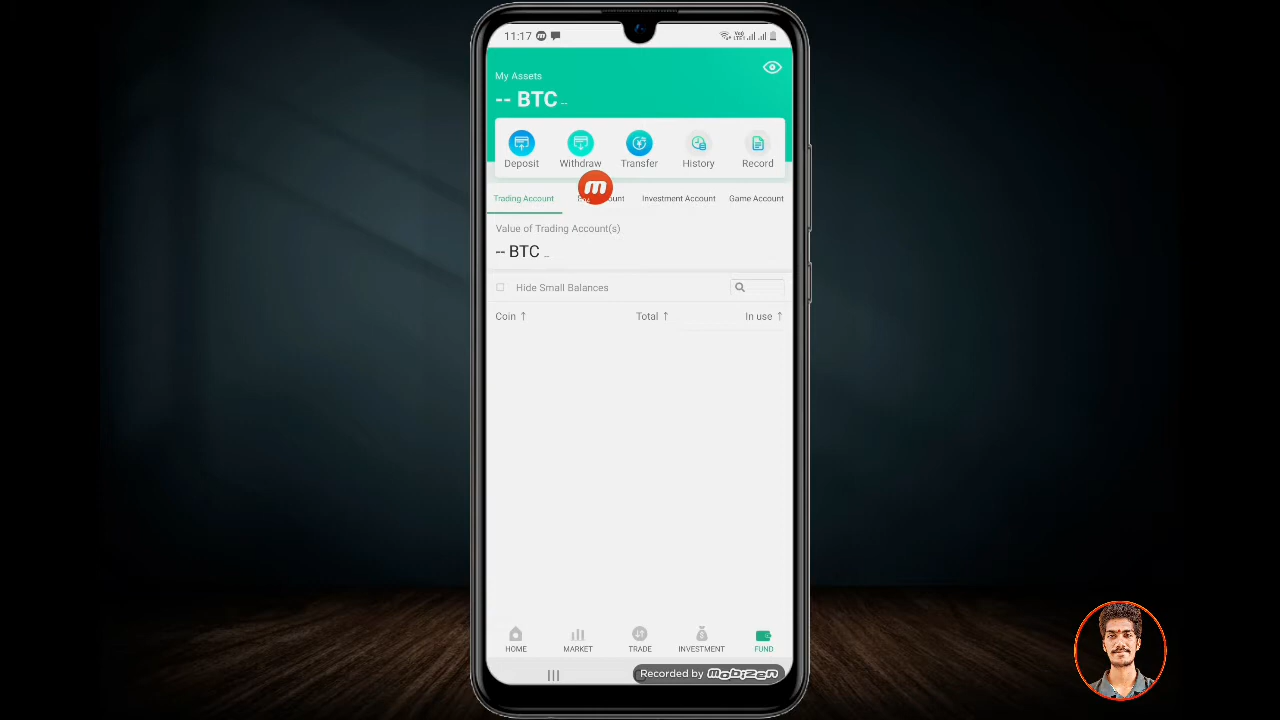 11:17
My Assets
-- BTC --
Deposit Withdraw Transfer History Record
Trading Account Investment Account Game Account
Value of Trading Account(s)
-- BTC --
Hide Small Balances
Coin ↑ Total ↑ In use ↑
HOME MARKET TRADE INVESTMENT FUND
Recorded by mobizen